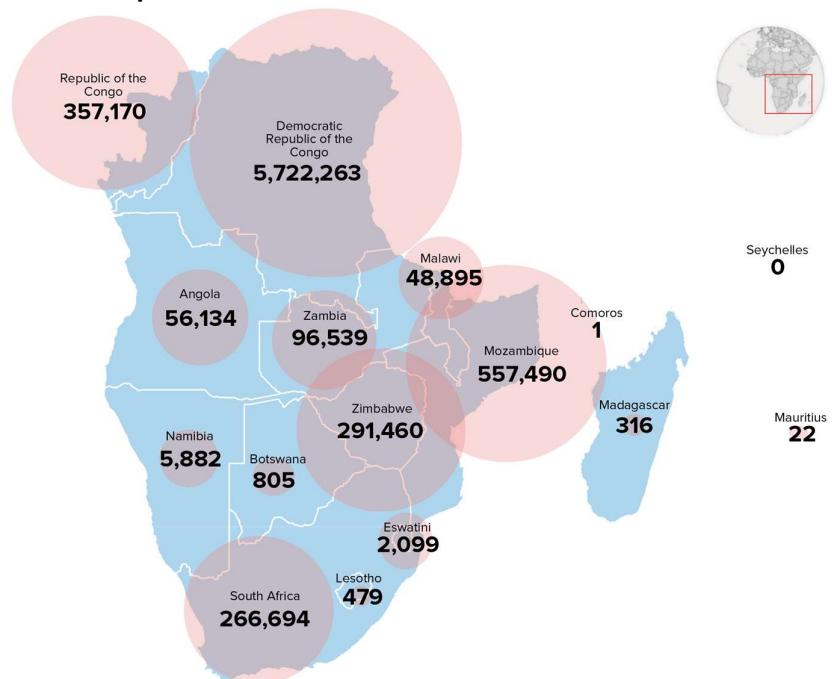 Republic of the
Congo
357,170
Democratic
Republic of the
Congo
5,722,263
Malawi
48,895
Seychelles
0
Angola
56,134
Zambia
96,539
Comoros
1
Mozambique
557,490
Zimbabwe
291,460
Madagascar
316
Mauritius
22
Namibia
5,882
Botswana
805
Eswatini
2,099
Lesotho
479
South Africa
266,694